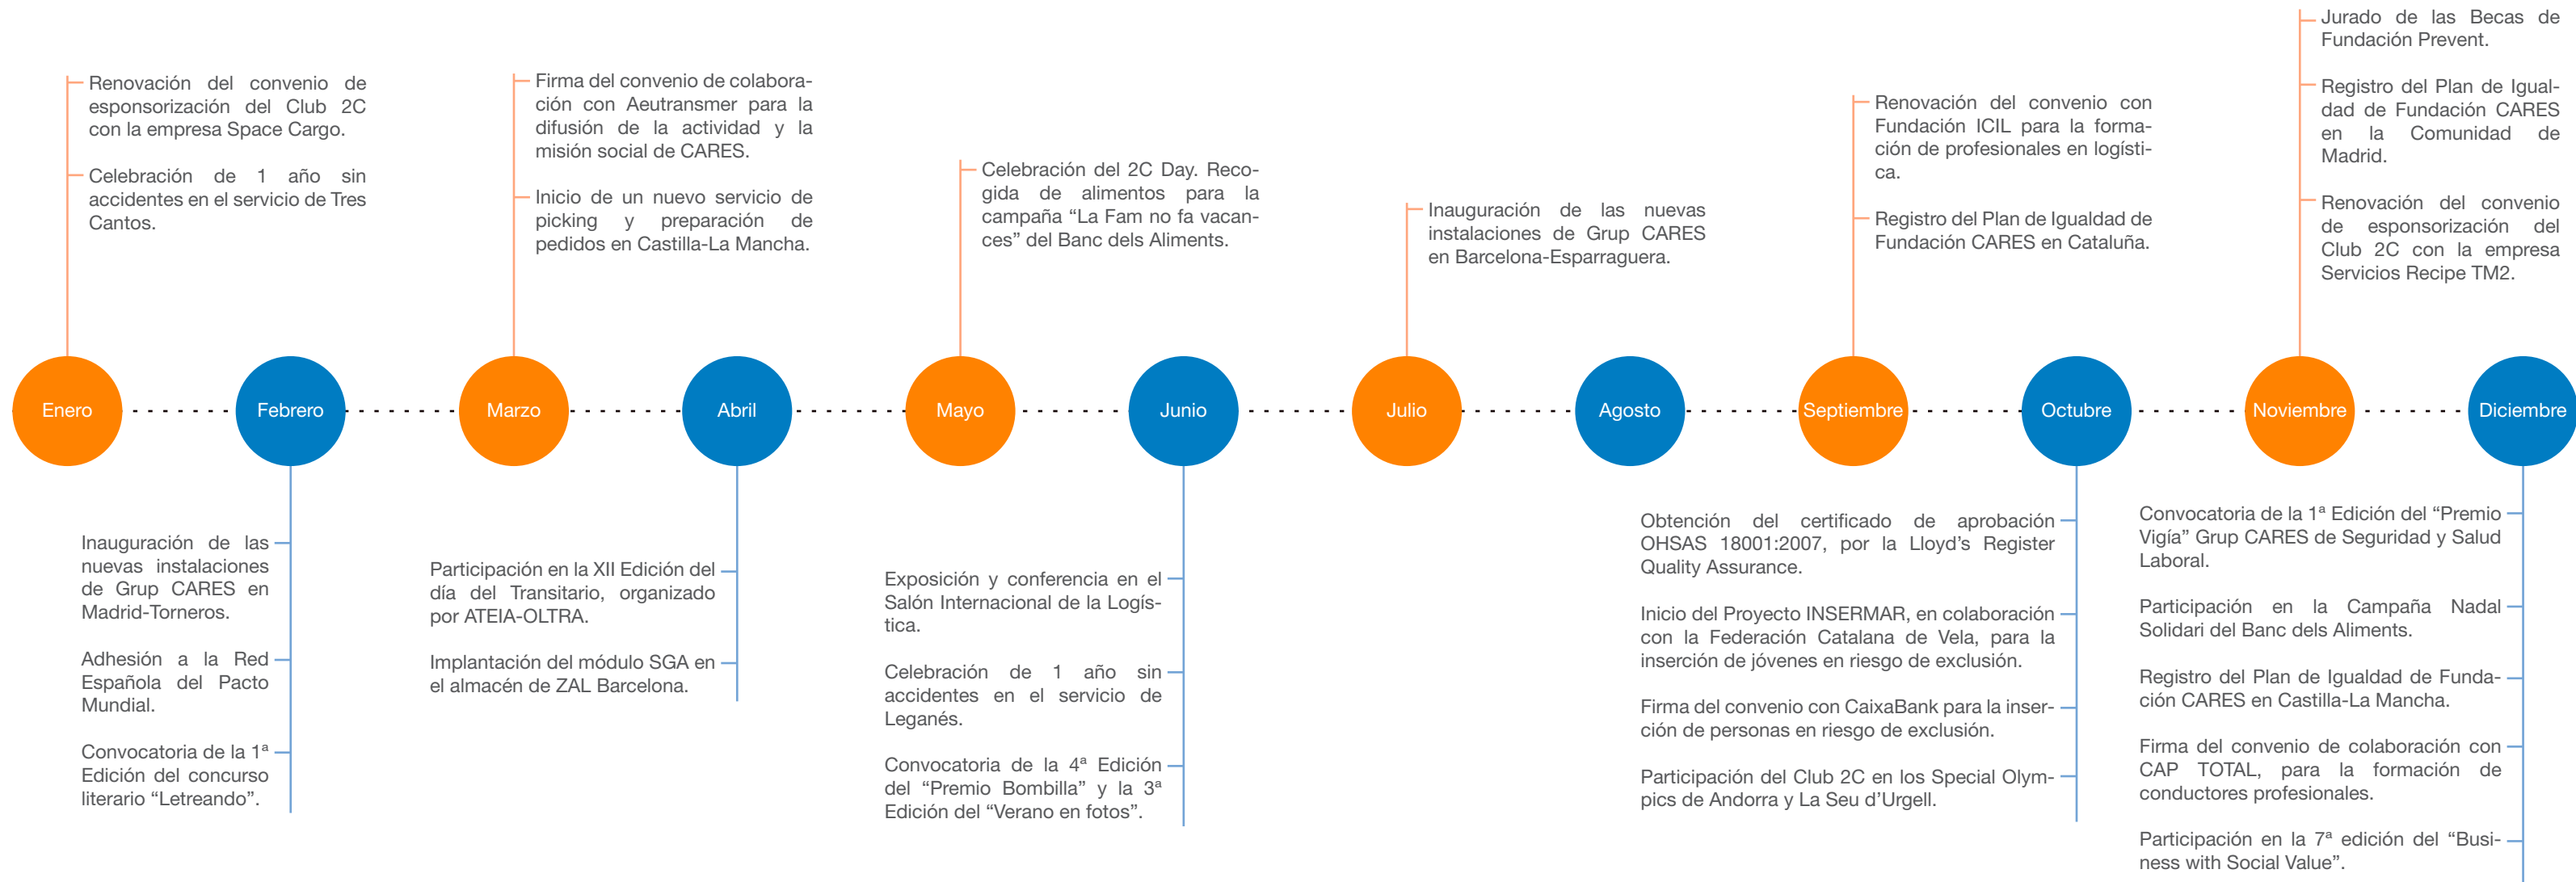 Renovación del convenio de
esponsorización del Club 2C
con la empresa Space Cargo.
Celebración de 1 año sin
accidentes en el servicio de Tres
Cantos.
Firma del convenio de colabora-
ción con Aeutransmer para la
difusión de la actividad y la
misión social de CARES.
Inicio de un nuevo servicio de
picking y preparación de
pedidos en Castilla-La Mancha.
Celebración del 2C Day. Reco-
gida de alimentos para la
campaña “La Fam no fa vacan-
ces” del Banc dels Aliments.
Inauguración de las nuevas
instalaciones de Grup CARES
en Barcelona-Esparraguera.
Renovación del convenio con
Fundación ICIL para la forma-
ción de profesionales en logísti-
ca.
Registro del Plan de Igualdad de
Fundación CARES en Cataluña.
Jurado de las Becas de
Fundación Prevent.
Registro del Plan de Igual-
dad de Fundación CARES
en la Comunidad de
Madrid.
Renovación del convenio
de esponsorización del
Club 2C con la empresa
Servicios Recipe TM2.
Enero
Febrero
Marzo
Abril
Mayo
Junio
Julio
Agosto
Septiembre
Octubre
Noviembre
Diciembre
Inauguración de las
nuevas instalaciones
de Grup CARES en
Madrid-Torneros.
Adhesión a la Red
Española del Pacto
Mundial.
Convocatoria de la 1ª
Edición del concurso
literario “Letreando”.
Participación en la XII Edición del
día del Transitario, organizado
por ATEIA-OLTRA.
Implantación del módulo SGA en
el almacén de ZAL Barcelona.
Exposición y conferencia en el
Salón Internacional de la Logís-
tica.
Celebración de 1 año sin
accidentes en el servicio de
Leganés.
Convocatoria de la 4ª Edición
del “Premio Bombilla” y la 3ª
Edición del “Verano en fotos”.
Obtención del certificado de aprobación
OHSAS 18001:2007, por la Lloyd’s Register
Quality Assurance.
Inicio del Proyecto INSERMAR, en colaboración
con la Federación Catalana de Vela, para la
inserción de jóvenes en riesgo de exclusión.
Firma del convenio con CaixaBank para la inser-
ción de personas en riesgo de exclusión.
Participación del Club 2C en los Special Olym-
pics de Andorra y La Seu d’Urgell.
Convocatoria de la 1ª Edición del “Premio
Vigía” Grup CARES de Seguridad y Salud
Laboral.
Participación en la Campaña Nadal
Solidari del Banc dels Aliments.
Registro del Plan de Igualdad de Funda-
ción CARES en Castilla-La Mancha.
Firma del convenio de colaboración con
CAP TOTAL, para la formación de
conductores profesionales.
Participación en la 7ª edición del “Busi-
ness with Social Value”.